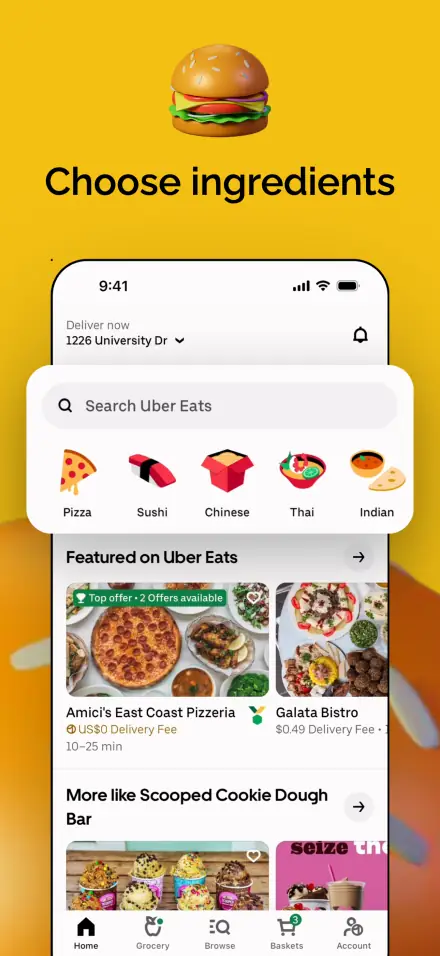 Choose ingredients
9:41
Deliver now
1226 University Dr
Search Uber Eats
Pizza
Sushi
Chinese
Thai
Indian
Featured on Uber Eats
Top offer • 2 Offers available
Amici's East Coast Pizzeria
Galata Bistro
US$0 Delivery Fee
$0.49 Delivery Fee •
10–25 min
More like Scooped Cookie Dough
Bar
seize the
3
Home
Grocery
Browse
Baskets
Account